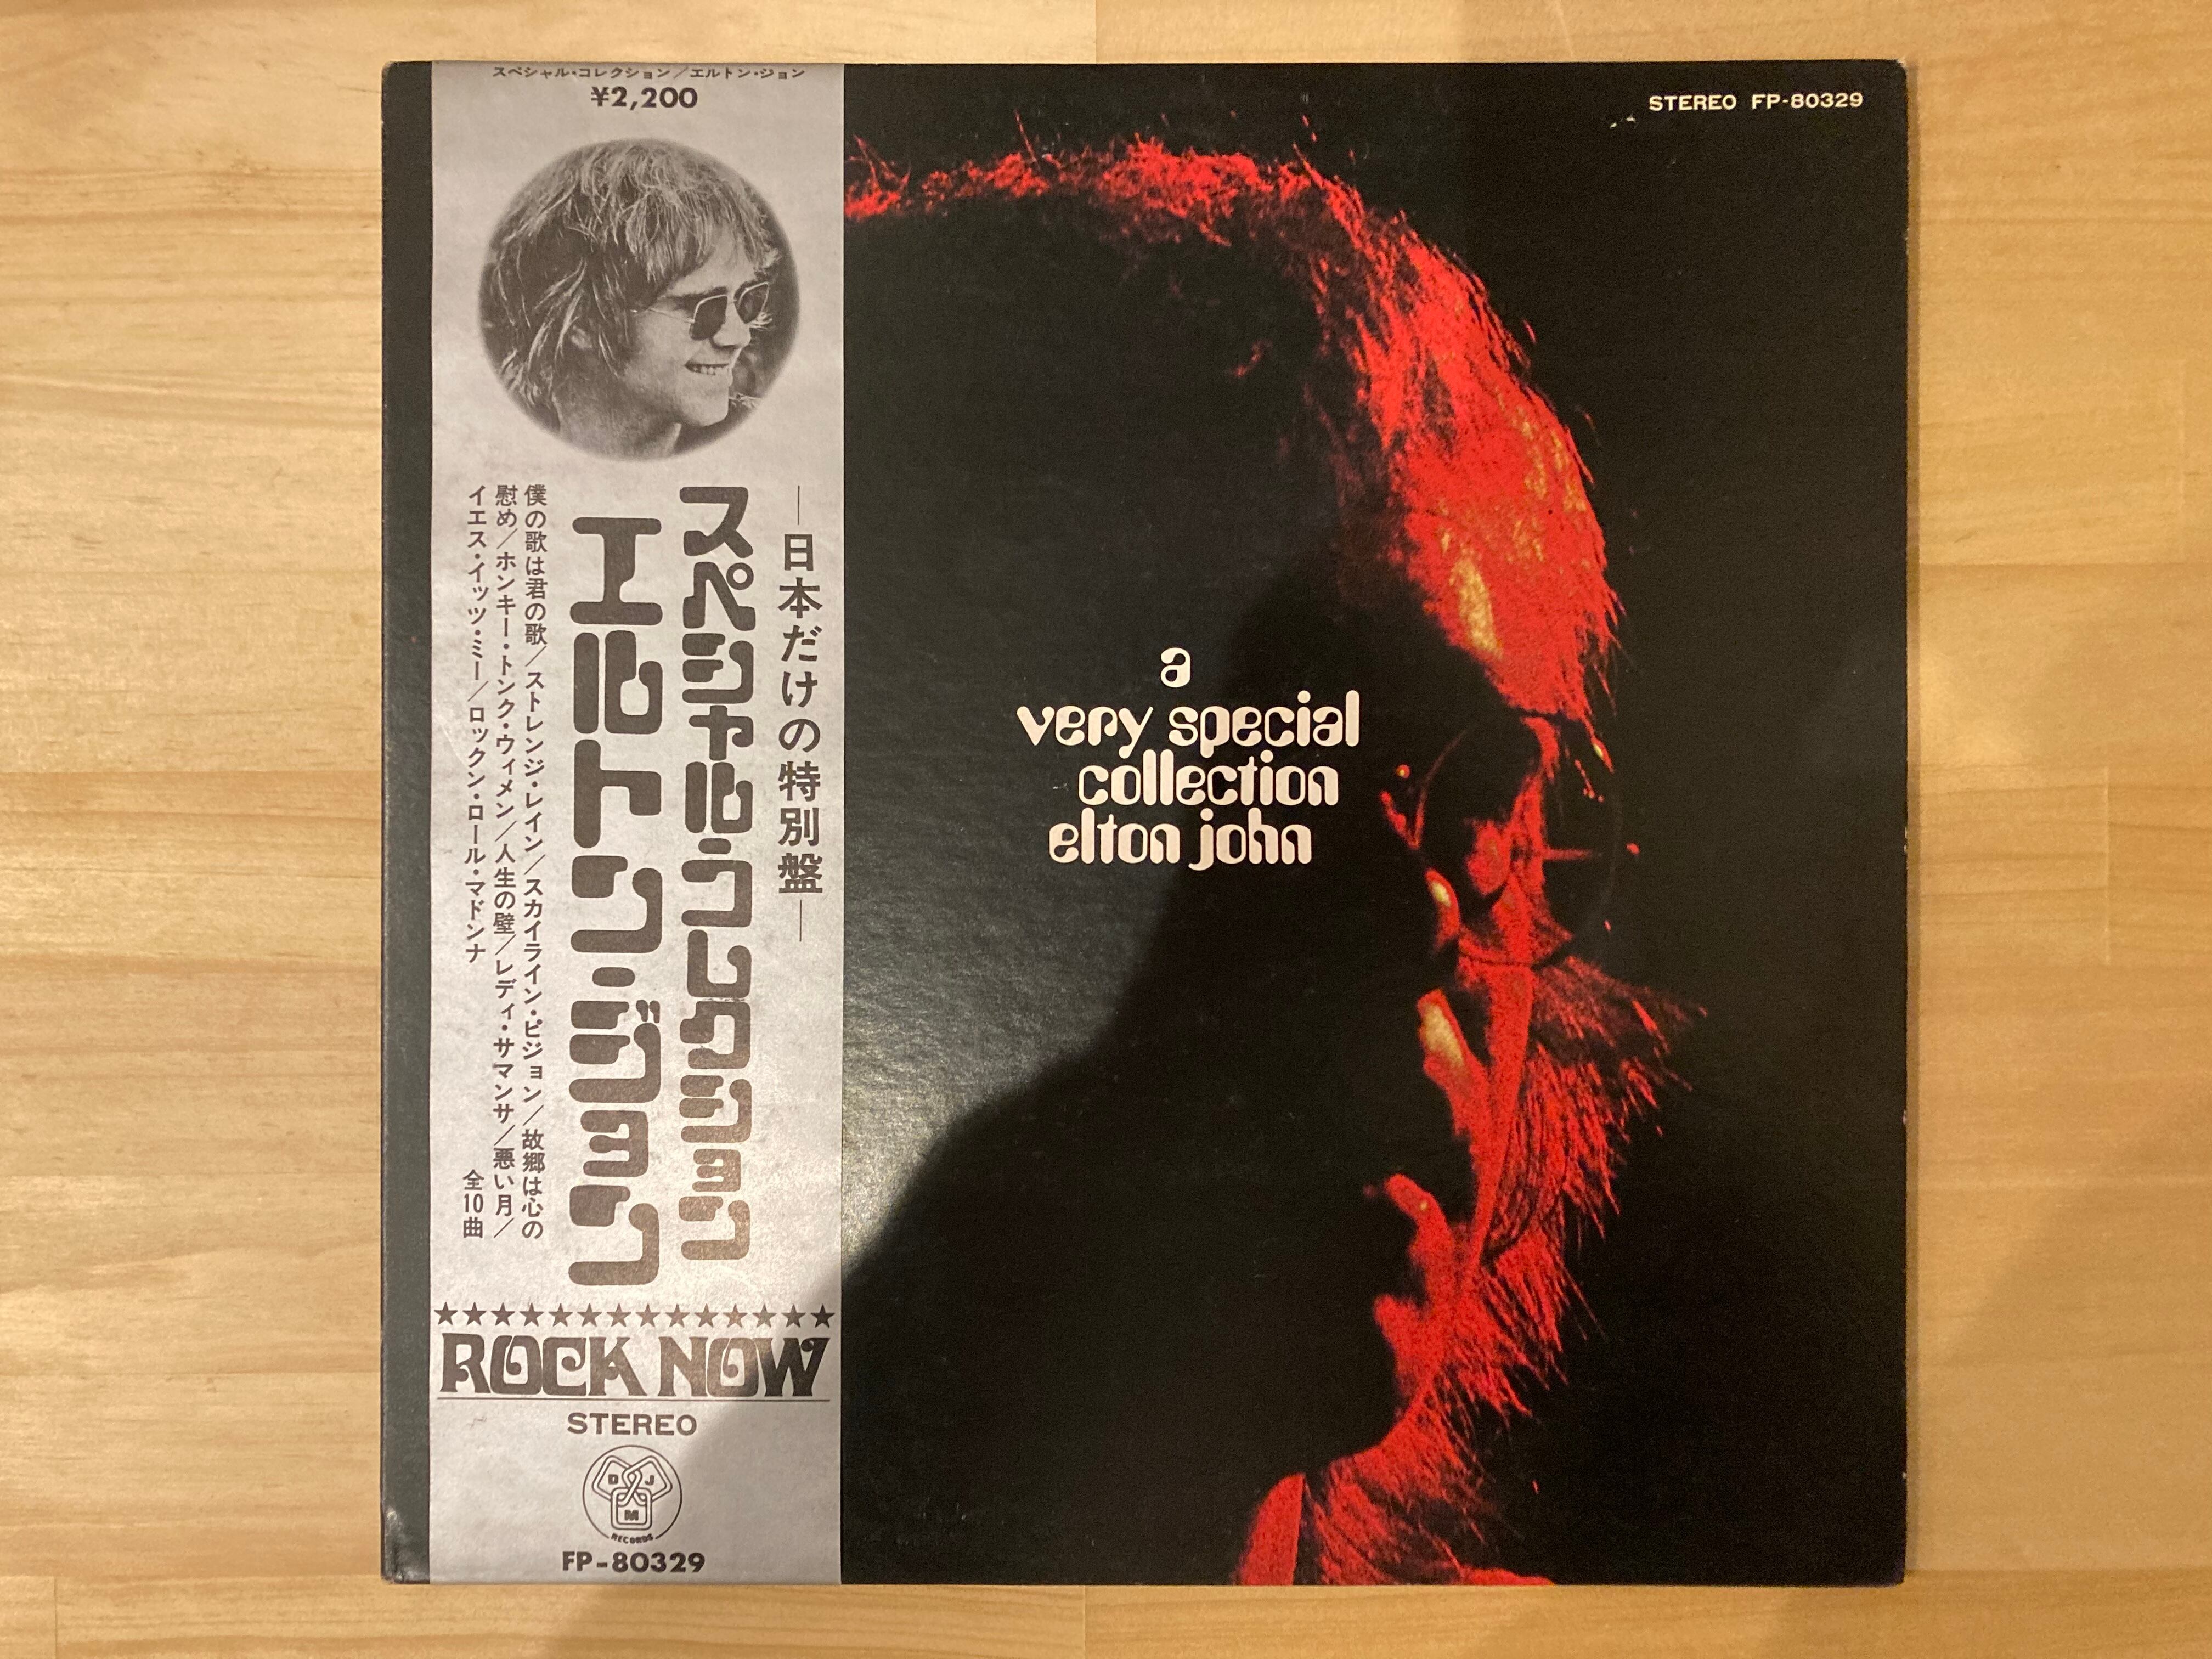 スペシャル・コレクション／エルトン・ジョン
¥2,200
—日本だけの特別盤—
スペシャル・コレクション
エルトン・ジョン
僕の歌は君の歌／ストレンジ・レイン／スカイライン・ピジョン／故郷は心の
慰め／ホンキー・トンク・ウィメン／人生の壁／レディ・サマンサ／悪い月／
イエス・イッツ・ミー／ロックン・ロール・マドンナ 全10曲
★★★★★★★★★★★★★★
ROCK NOW
STEREO
D J
M
RECORDS
FP-80329
STEREO FP-80329
a
very special
collection
elton john